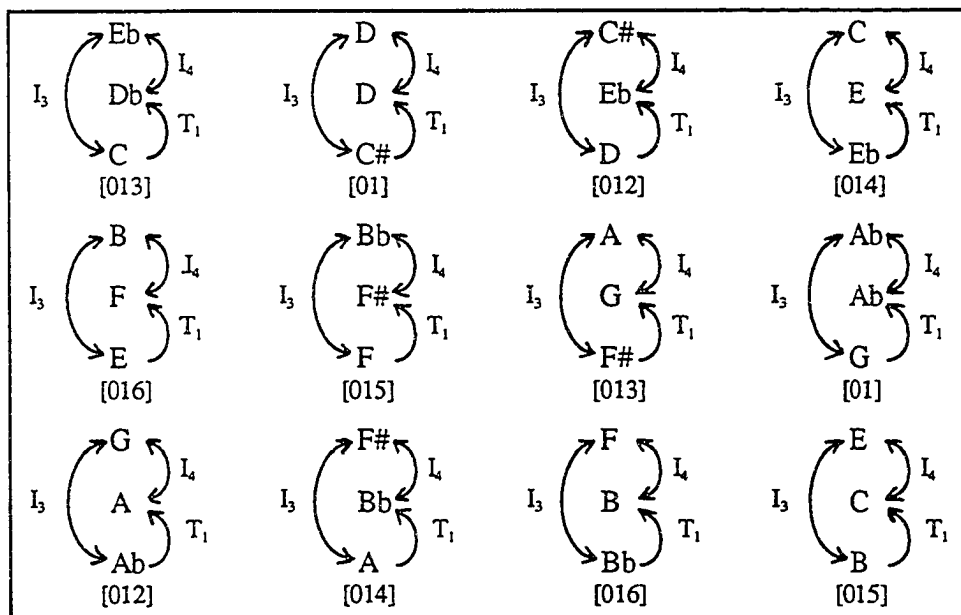 Eb D C# C
I₄ I₄ I₄ I₄
I₃ Db I₃ D I₃ Eb I₃ E
T₁ T₁ T₁ T₁
C C# D Eb
[013] [01] [012] [014]
B Bb A Ab
I₄ I₄ I₄ I₄
I₃ F I₃ F# I₃ G I₃ Ab
T₁ T₁ T₁ T₁
E F F# G
[016] [015] [013] [01]
G F# F E
I₄ I₄ I₄ I₄
I₃ A I₃ Bb I₃ B I₃ C
T₁ T₁ T₁ T₁
Ab A Bb B
[012] [014] [016] [015]